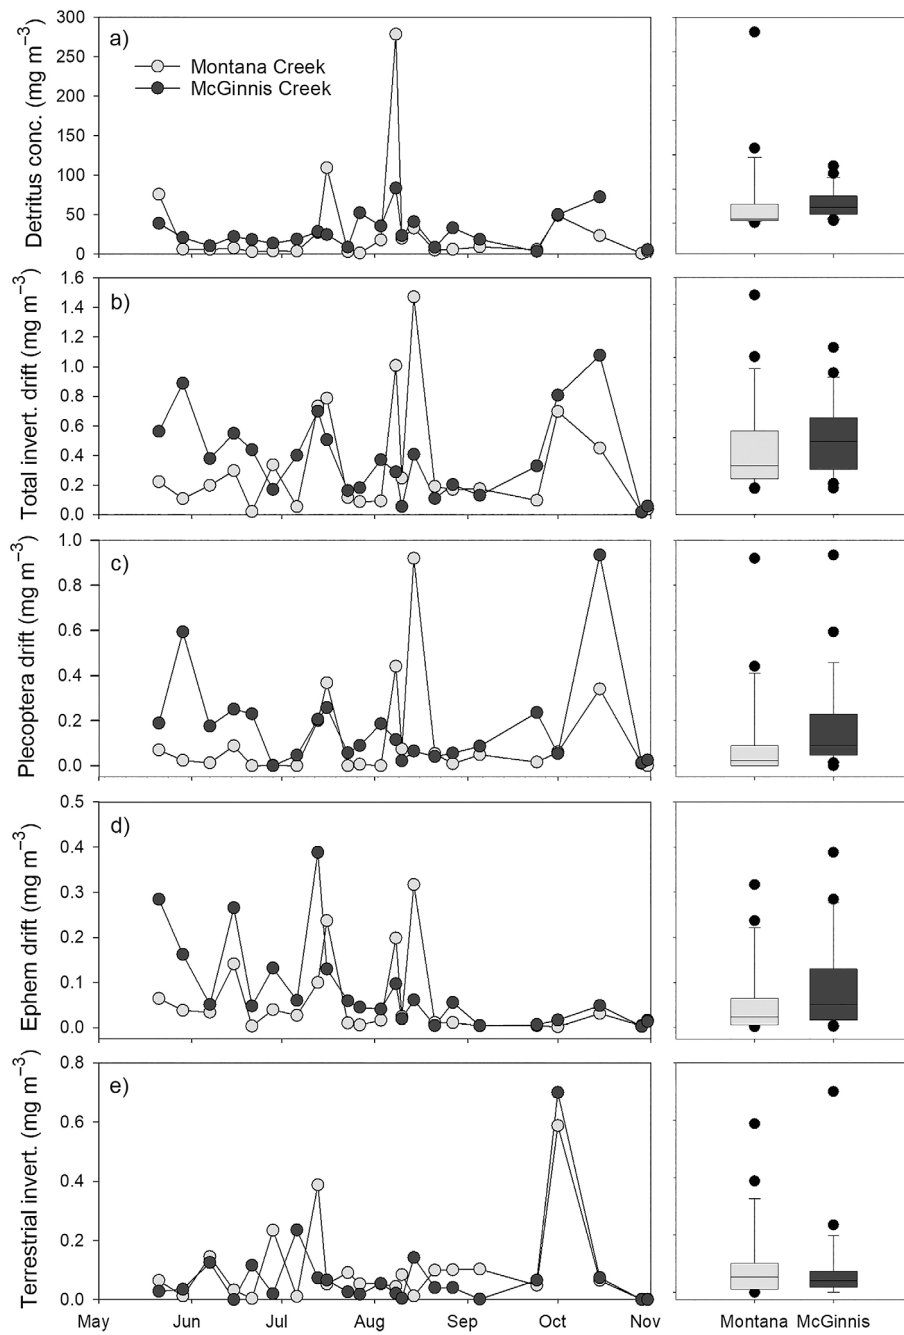 a)
Montana Creek
McGinnis Creek
Detritus conc. (mg m⁻³)
300
250
200
150
100
50
0
b)
Total invert. drift (mg m⁻³)
1.6
1.4
1.2
1.0
0.8
0.6
0.4
0.2
0.0
c)
Plecoptera drift (mg m⁻³)
1.0
0.8
0.6
0.4
0.2
0.0
d)
Ephem drift (mg m⁻³)
0.5
0.4
0.3
0.2
0.1
0.0
e)
Terrestrial invert. (mg m⁻³)
0.8
0.6
0.4
0.2
0.0
May Jun Jul Aug Sep Oct Nov
Montana McGinnis